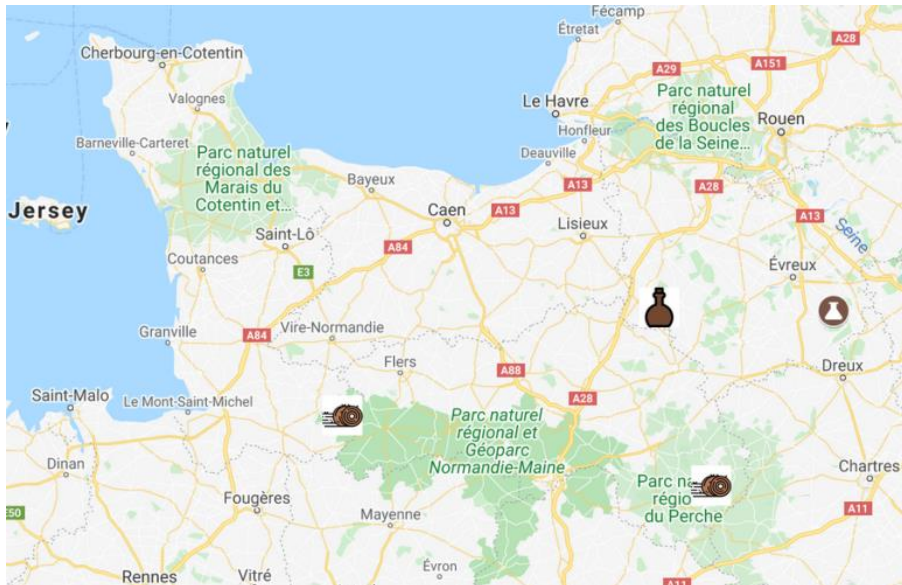 Fécamp
Étretat
A28
Cherbourg-en-Cotentin
A29
A151
Valognes
Parc naturel
régional
des Boucles
de la Seine...
Le Havre
Rouen
Honfleur
Barneville-Carteret
Deauville
Parc naturel
régional des
Marais du
Cotentin et...
Bayeux
A13
A28
Jersey
Caen
A13
A13
Lisieux
Seine
Saint-Lô
A84
Coutances
E3
Évreux
Granville
Vire-Normandie
A84
Flers
A88
Dreux
Saint-Malo
Le Mont-Saint-Michel
A28
Parc naturel
régional et
Géoparc
Normandie-Maine
Dinan
Chartres
Parc na
régio
du Perche
Fougères
E50
Mayenne
A11
Évron
Rennes
Vitré
A11